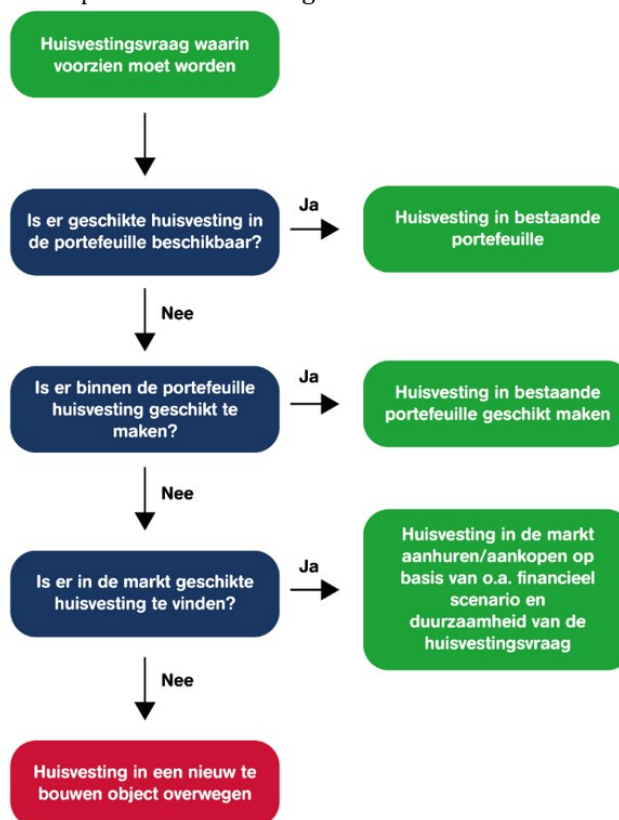 Huisvestingsvraag waarin
voorzien moet worden
Is er geschikte huisvesting in
de portefeuille beschikbaar?
Ja
Huisvesting in bestaande
portefeuille
Nee
Is er binnen de portefeuille
huisvesting geschikt te
maken?
Ja
Huisvesting in bestaande
portefeuille geschikt maken
Nee
Is er in de markt geschikte
huisvesting te vinden?
Ja
Huisvesting in de markt
aanhuren/aankopen op
basis van o.a. financieel
scenario en
duurzaamheid van de
huisvestingsvraag
Nee
Huisvesting in een nieuw te
bouwen object overwegen